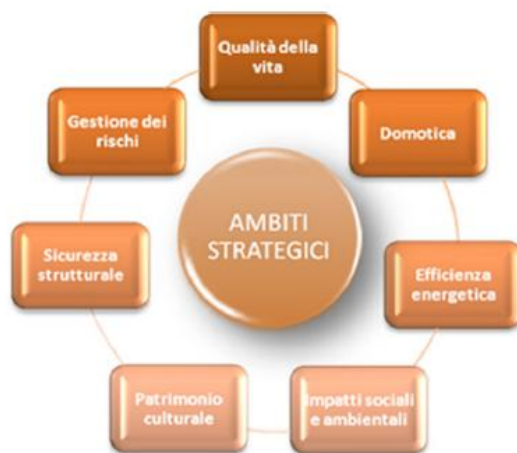 Qualità della
vita
Domotica
Efficienza
energetica
Impatti sociali
e ambientali
Patrimonio
culturale
Sicurezza
strutturale
Gestione dei
rischi
AMBITI
STRATEGICI